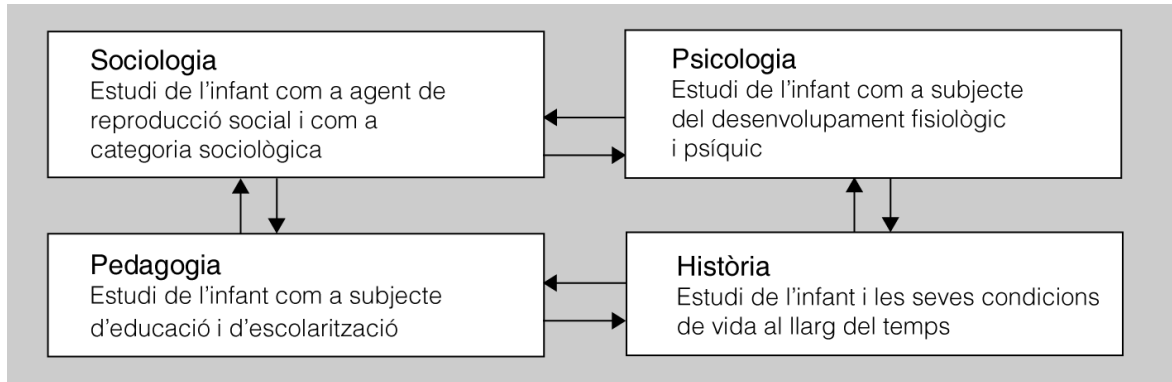 Sociologia
Estudi de l’infant com a agent de
reproducció social i com a
categoria sociològica
Psicologia
Estudi de l’infant com a subjecte
del desenvolupament fisiològic
i psíquic
Pedagogia
Estudi de l’infant com a subjecte
d’educació i d’escolarització
Història
Estudi de l’infant i les seves condicions
de vida al llarg del temps